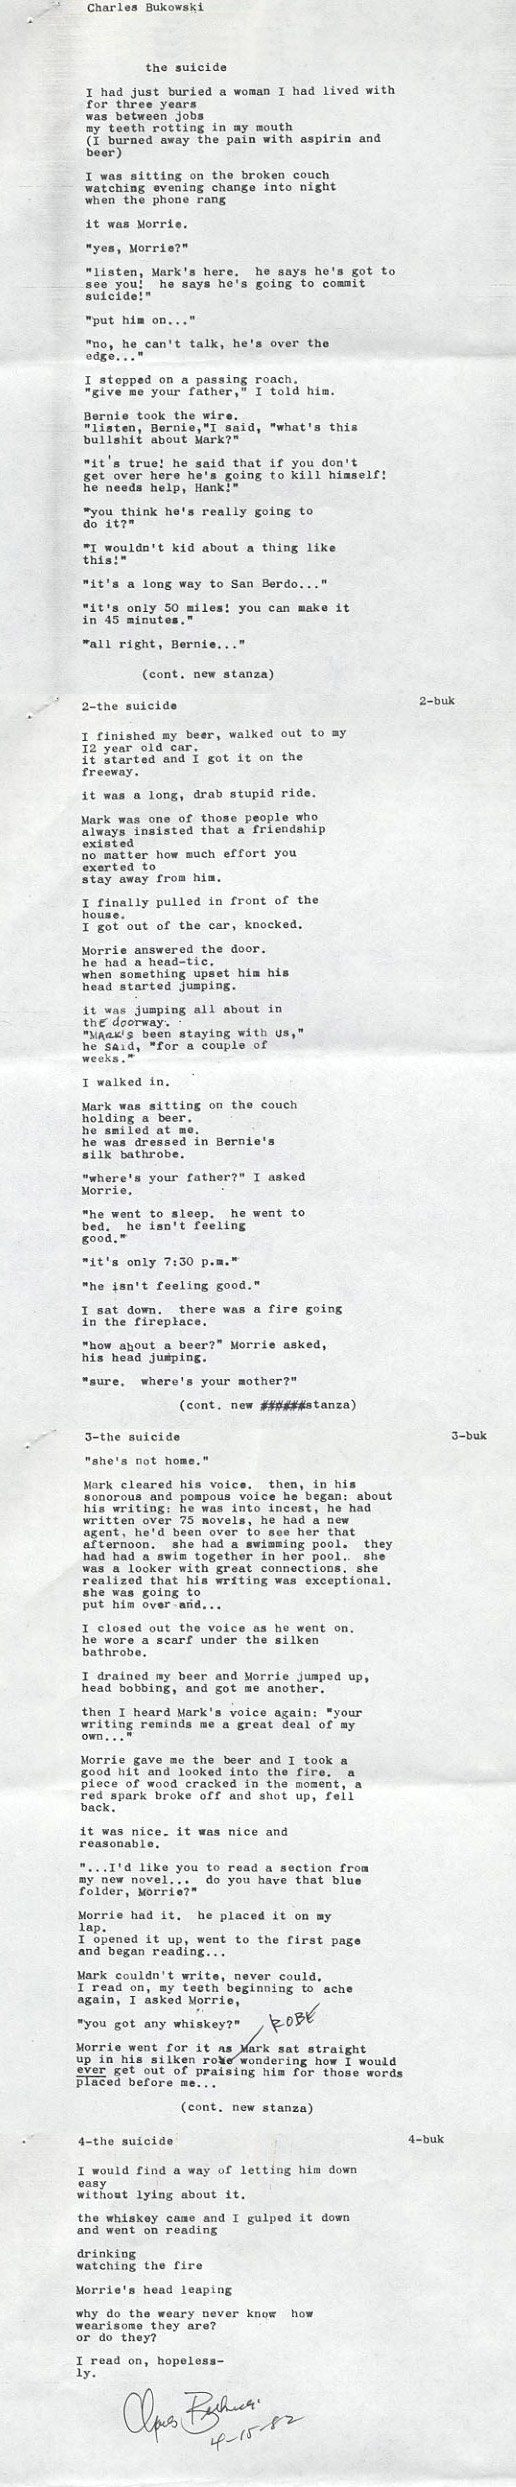 Charles Bukowski
the suicide
I had just buried a woman I had lived with
for three years
was between jobs
my teeth rotting in my mouth
(I burned away the pain with aspirin and
beer)
I was sitting on the broken couch
watching evening change into night
when the phone rang
it was Morrie.
"yes, Morrie?"
"listen, Mark's here.  he says he's got to
see you!  he says he's going to commit
suicide!"
"put him on..."
"no, he can't talk, he's over the
edge..."
I stepped on a passing roach.
"give me your father," I told him.
Bernie took the wire.
"listen, Bernie,"I said, "what's this
bullshit about Mark?"
"it's true! he said that if you don't
get over here he's going to kill himself!
he needs help, Hank!"
"you think he's really going to
do it?"
"I wouldn't kid about a thing like
this!"
"it's a long way to San Berdo..."
"it's only 50 miles! you can make it
in 45 minutes."
"all right, Bernie..."
(cont. new stanza)
2-the suicide 2-buk
I finished my beer, walked out to my
I2 year old car.
it started and I got it on the
freeway.
it was a long, drab stupid ride.
Mark was one of those people who
always insisted that a friendship
existed
no matter how much effort you
exerted to
stay away from him.
I finally pulled in front of the
house.
I got out of the car, knocked.
Morrie answered the door.
he had a head-tic.
when something upset him his
head started jumping.
it was jumping all about in
thE doorway.
"MARK'S been staying with us,"
he SAid, "for a couple of
weeks."
I walked in.
Mark was sitting on the couch
holding a beer.
he smiled at me.
he was dressed in Bernie's
silk bathrobe.
"where's your father?" I asked
Morrie.
"he went to sleep.  he went to
bed.  he isn't feeling
good."
"it's only 7:30 p.m."
"he isn't feeling good."
I sat down.  there was a fire going
in the fireplace.
"how about a beer?" Morrie asked,
his head jumping.
"sure.  where's your mother?"
(cont. new ######stanza)
3-the suicide 3-buk
"she's not home."
Mark cleared his voice.  then, in his
sonorous and pompous voice he began: about
his writing: he was into incest, he had
written over 75 novels, he had a new
agent, he'd been over to see her that
afternoon.  she had a swimming pool.  they
had had a swim together in her pool..  she
was a looker with great connections. she
realized that his writing was exceptional.
she was going to
put him over and...
I closed out the voice as he went on.
he wore a scarf under the silken
bathrobe.
I drained my beer and Morrie jumped up,
head bobbing, and got me another.
then I heard Mark's voice again: "your
writing reminds me a great deal of my
own..."
Morrie gave me the beer and I took a
good hit and looked into the fire.  a
piece of wood cracked in the moment, a
red spark broke off and shot up, fell
back.
it was nice. it was nice and
reasonable.
"...I'd like you to read a section from
my new novel...  do you have that blue
folder, Morrie?"
Morrie had it.  he placed it on my
lap.
I opened it up, went to the first page
and began reading...
Mark couldn't write, never could.
I read on, my teeth beginning to ache
again, I asked Morrie,
"you got any whiskey?" ROBE
Morrie went for it as Mark sat straight
up in his silken wondering how I would
ever get out of praising him for those words
placed before me...
(cont. new stanza)
4-the suicide 4-buk
I would find a way of letting him down
easy
without lying about it.
the whiskey came and I gulped it down
and went on reading
drinking
watching the fire
Morrie's head leaping
why do the weary never know  how
wearisome they are?
or do they?
I read on, hopeless-
ly.
Charles Bukowski
4-15-82